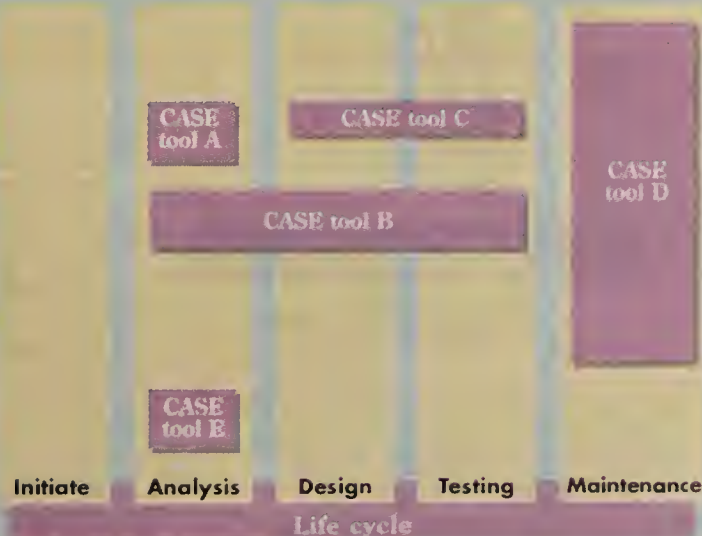 CASE
tool A
CASE tool C
CASE
tool D
CASE tool B
CASE
tool E
Initiate Analysis Design Testing Maintenance
Life cycle